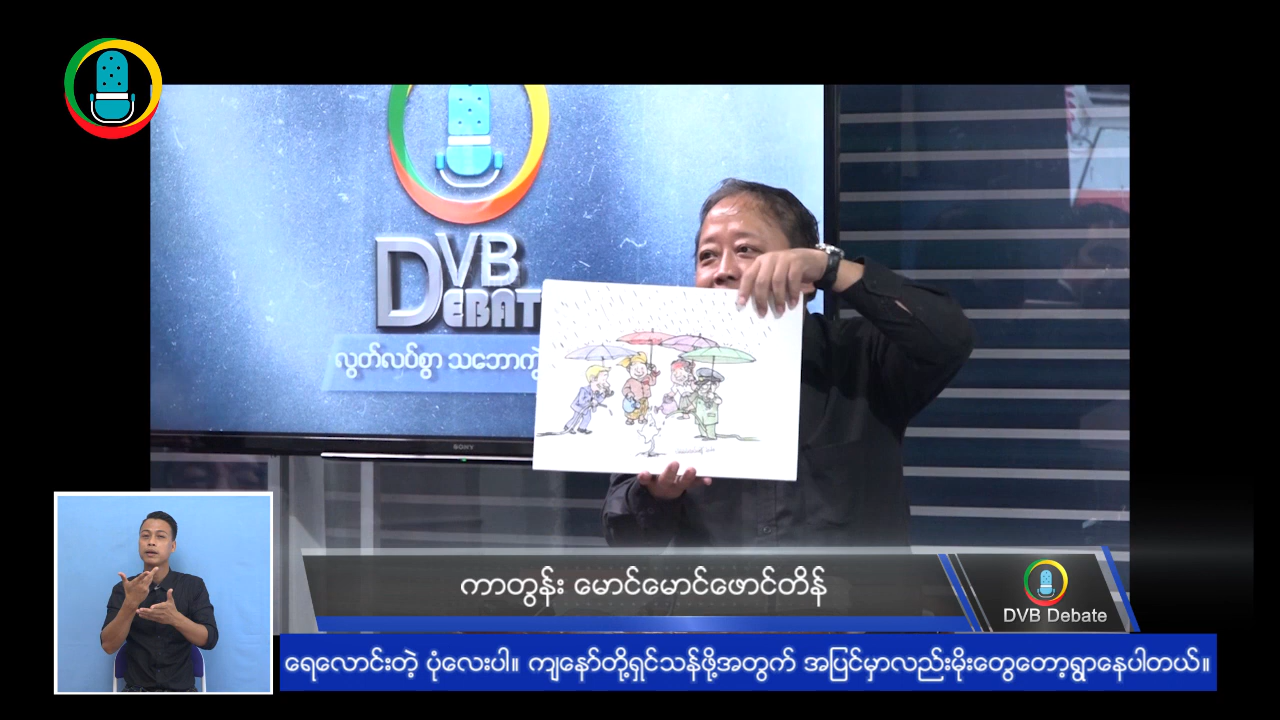 DVB
DEBAT
လွတ်လပ်စွာ သဘောကွဲ
SONY
ကာတွန်း မောင်မောင်ဖောင်တိန်
DVB Debate
ရေလောင်းတဲ့ ပုံလေးပါ။ ကျနော်တို့ရှင်သန်ဖို့အတွက် အပြင်မှာလည်းမိုးတွေတော့ရွာနေပါတယ်။